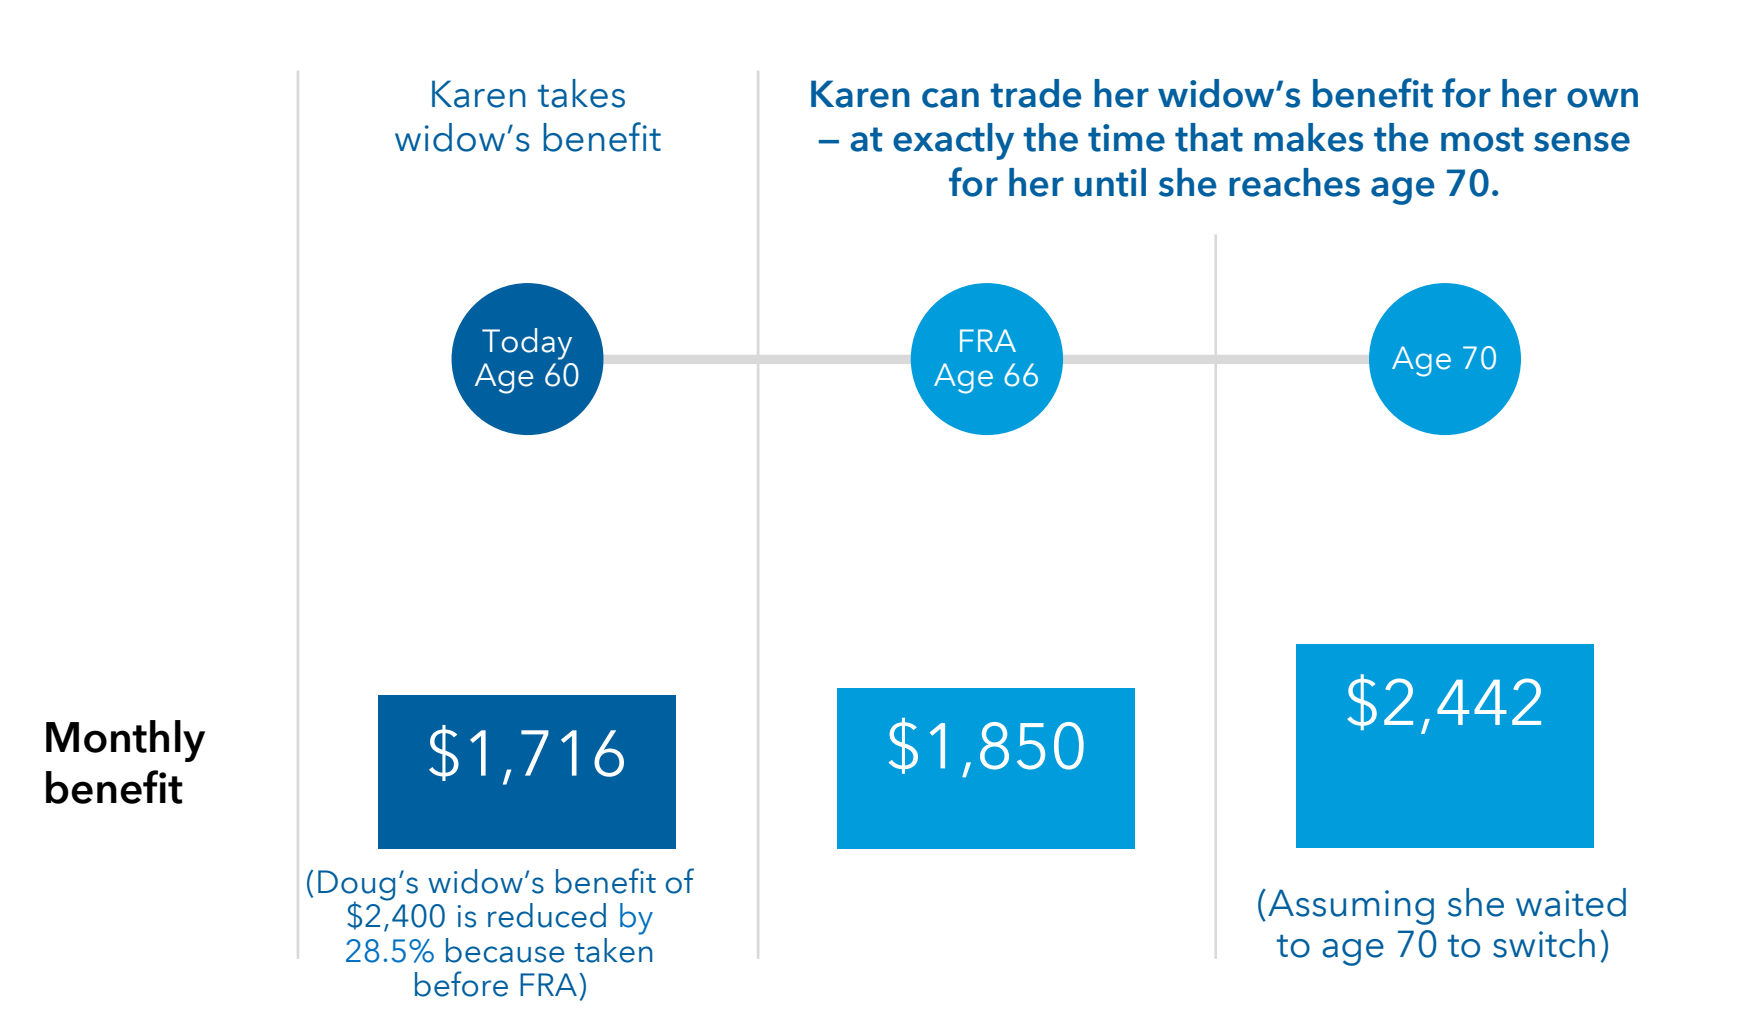 Karen takes
widow’s benefit
Karen can trade her widow’s benefit for her own
– at exactly the time that makes the most sense
for her until she reaches age 70.
Today
Age 60
FRA
Age 66
Age 70
Monthly
benefit
$1,716
$1,850
$2,442
(Doug’s widow’s benefit of
$2,400 is reduced by
28.5% because taken
before FRA)
(Assuming she waited
to age 70 to switch)